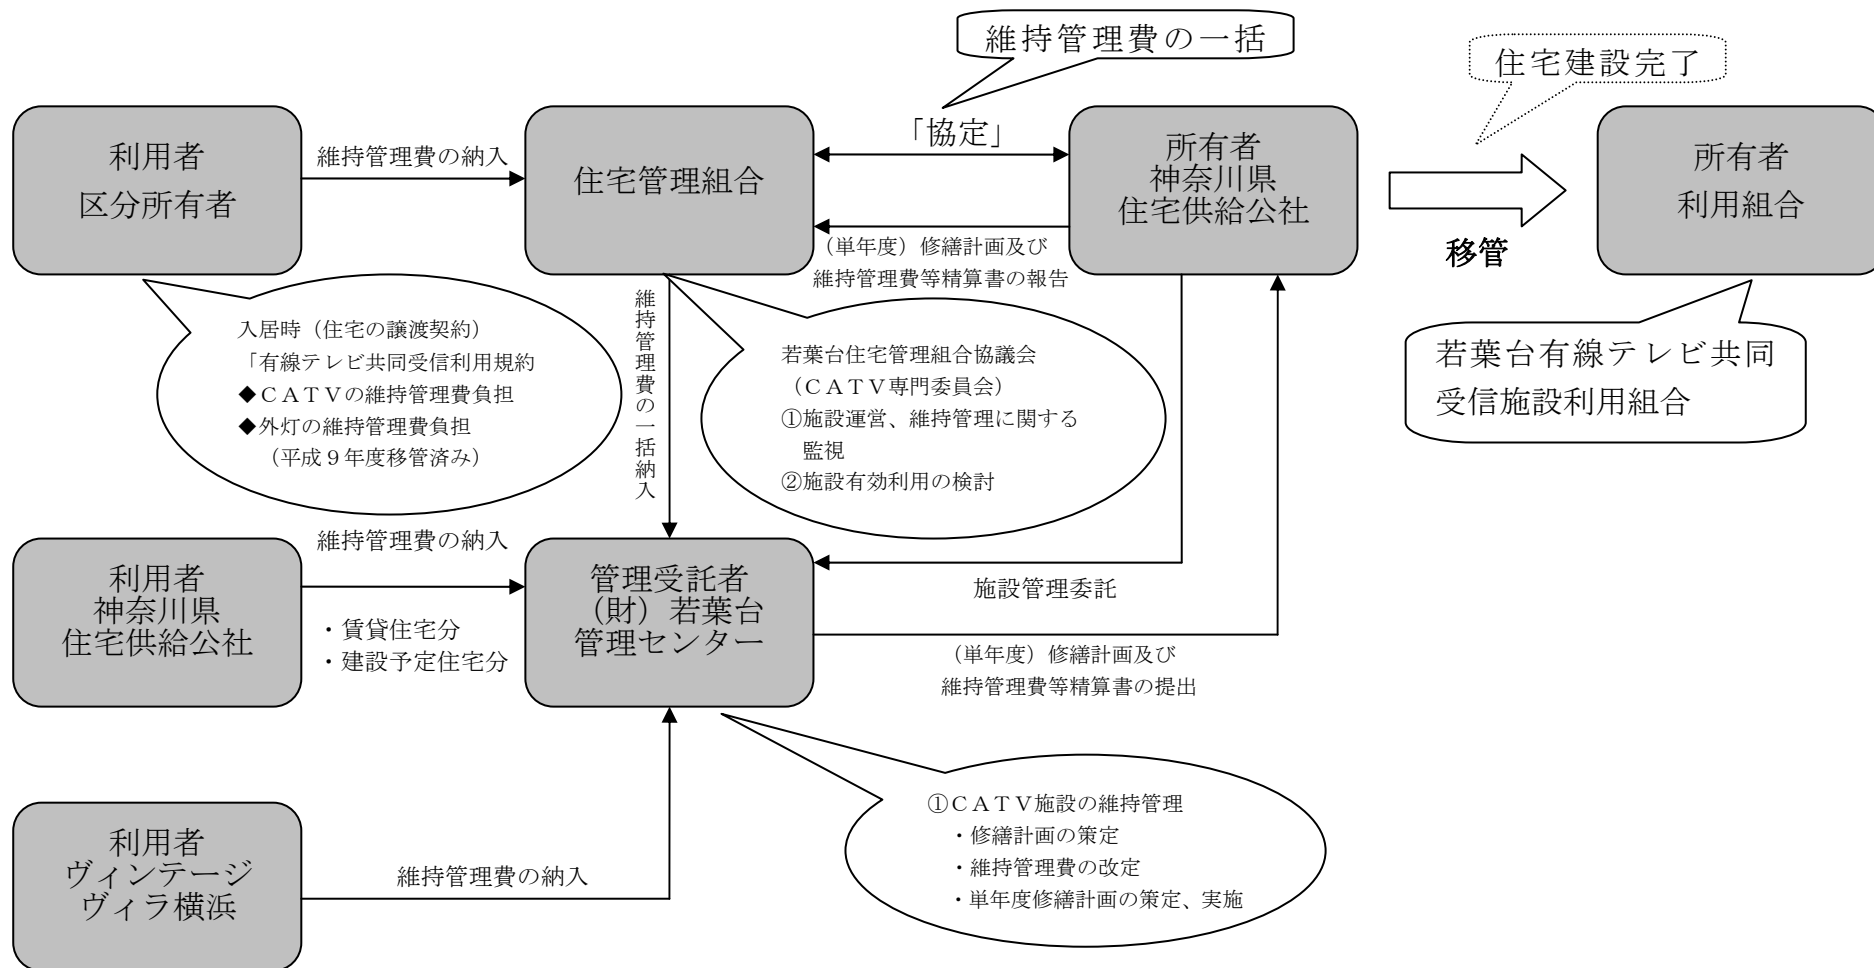 維持管理費の一括
住宅建設完了
利用者
区分所有者
維持管理費の納入
住宅管理組合
「協定」
所有者
神奈川県
住宅供給公社
移管
所有者
利用組合
（単年度）修繕計画及び
維持管理費等精算書の報告
入居時（住宅の譲渡契約）
「有線テレビ共同受信利用規約
◆ＣＡＴＶの維持管理費負担
◆外灯の維持管理費負担
（平成９年度移管済み）
維持管理費の一括納入
若葉台住宅管理組合協議会
（ＣＡＴＶ専門委員会）
①施設運営、維持管理に関する
監視
②施設有効利用の検討
若葉台有線テレビ共同
受信施設利用組合
利用者
神奈川県
住宅供給公社
維持管理費の納入
・賃貸住宅分
・建設予定住宅分
管理受託者
（財）若葉台
管理センター
施設管理委託
（単年度）修繕計画及び
維持管理費等精算書の提出
利用者
ヴィンテージ
ヴィラ横浜
維持管理費の納入
①ＣＡＴＶ施設の維持管理
・修繕計画の策定
・維持管理費の改定
・単年度修繕計画の策定、実施